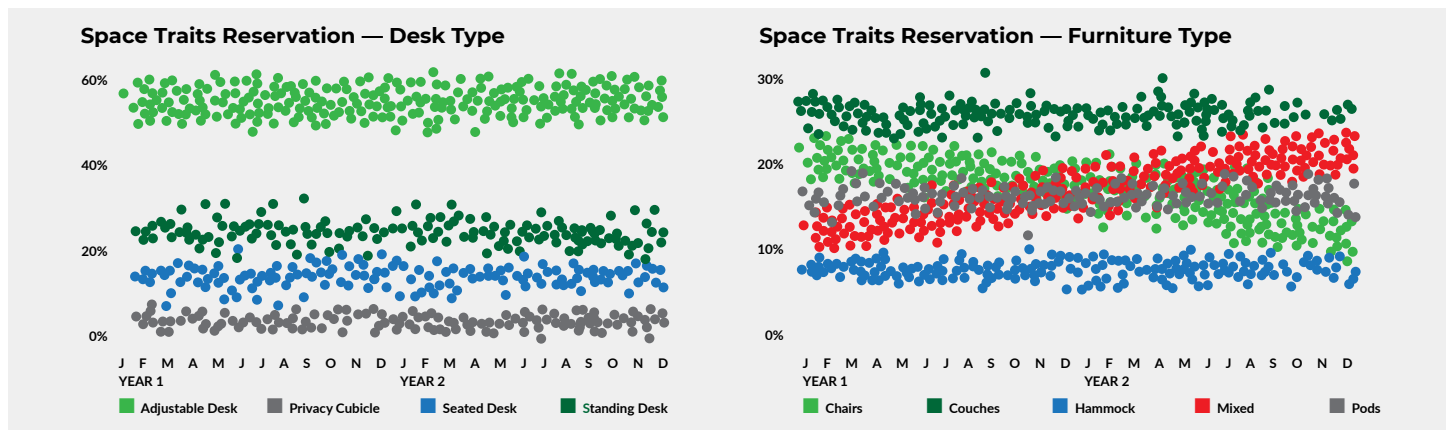 Space Traits Reservation — Desk Type
60%
40%
20%
0%
J F M A M J J A S O N D J F M A M J J A S O N D
YEAR 1 YEAR 2
Adjustable Desk Privacy Cubicle Seated Desk Standing Desk
Space Traits Reservation — Furniture Type
30%
20%
10%
0%
J F M A M J J A S O N D J F M A M J J A S O N D
YEAR 1 YEAR 2
Chairs Couches Hammock Mixed Pods